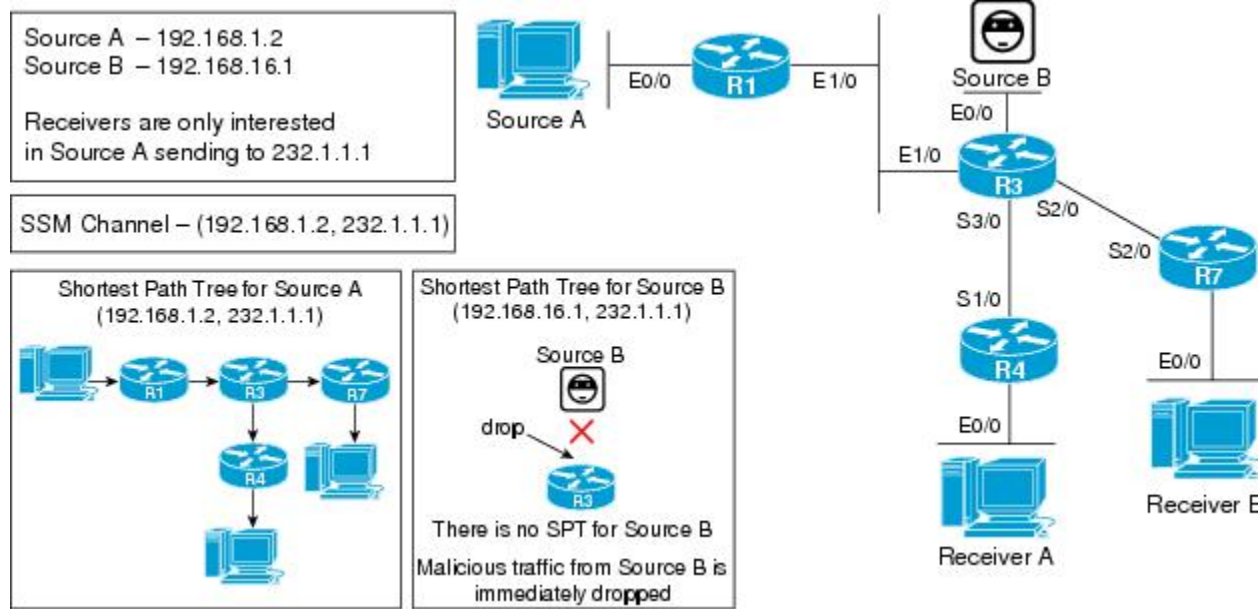 Source A – 192.168.1.2
Source B – 192.168.16.1
Receivers are only interested
in Source A sending to 232.1.1.1
SSM Channel – (192.168.1.2, 232.1.1.1)
Shortest Path Tree for Source A
(192.168.1.2, 232.1.1.1)
R1
R3
R7
R4
Shortest Path Tree for Source B
(192.168.16.1, 232.1.1.1)
Source B
drop
R3
There is no SPT for Source B
Malicious traffic from Source B is
immediately dropped
Source A
E0/0
R1
E1/0
Source B
E0/0
E1/0
R3
S3/0
S2/0
S2/0
R7
S1/0
R4
E0/0
E0/0
Receiver A
Receiver B